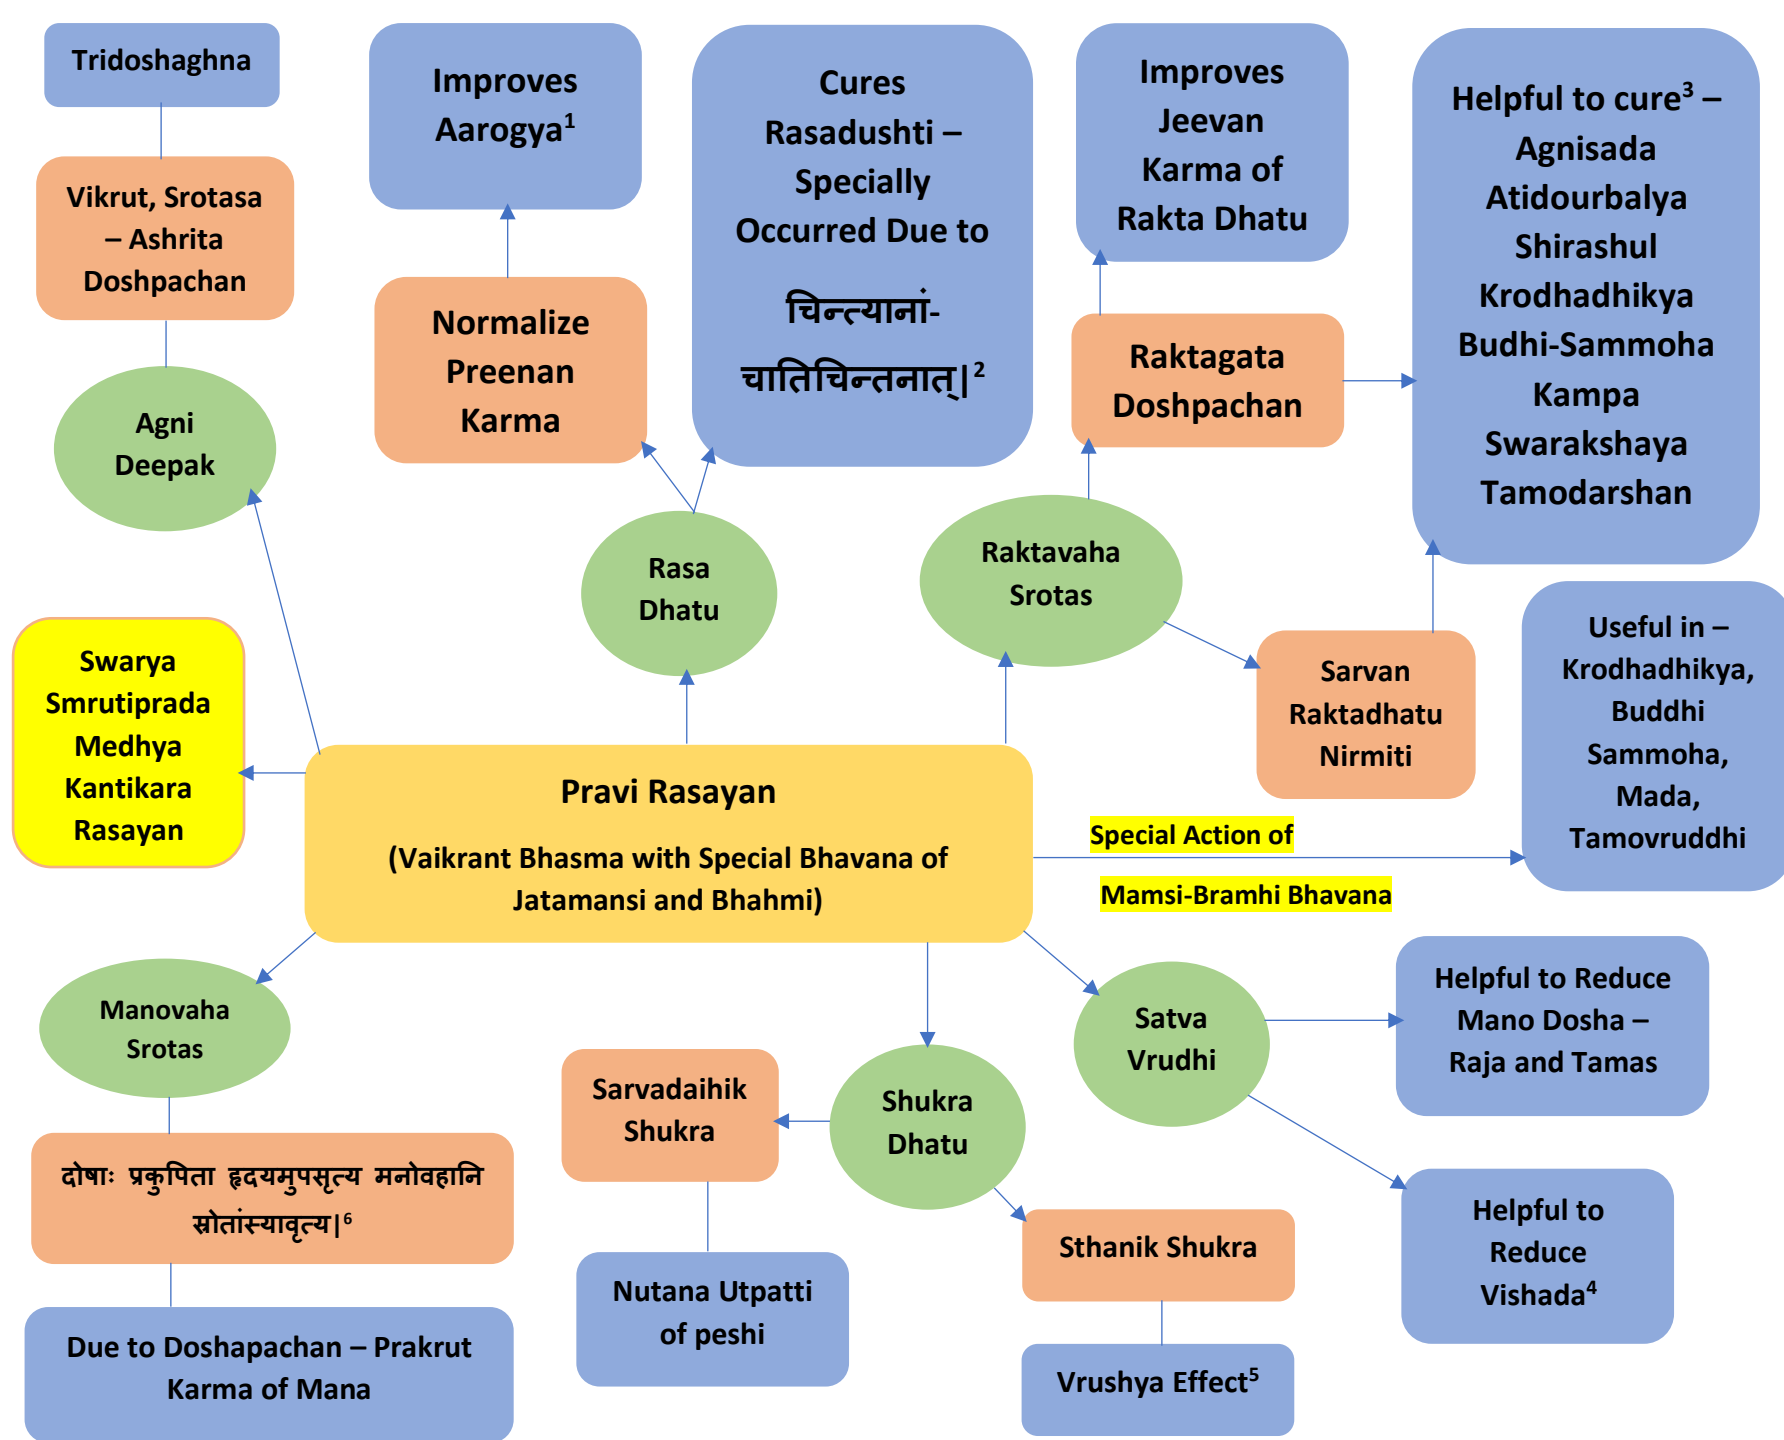 Tridoshaghna
Vikrut, Srotasa
– Ashrita
Doshpachan
Agni
Deepak
Improves
Aarogya¹
Normalize
Preenan
Karma
Cures
Rasadushti –
Specially
Occurred Due to
चिन्त्यानां-
चातिचिन्तनात्|²
Rasa
Dhatu
Improves
Jeevan
Karma of
Rakta Dhatu
Raktagata
Doshpachan
Raktavaha
Srotas
Helpful to cure³ –
Agnisada
Atidourbalya
Shirashul
Krodhadhikya
Budhi-Sammoha
Kampa
Swarakshaya
Tamodarshan
Sarvan
Raktadhatu
Nirmiti
Useful in –
Krodhadhikya,
Buddhi
Sammoha,
Mada,
Tamovruddhi
Swarya
Smrutiprada
Medhya
Kantikara
Rasayan
Pravi Rasayan
(Vaikrant Bhasma with Special Bhavana of
Jatamansi and Bhahmi)
Special Action of
Mamsi-Bramhi Bhavana
Manovaha
Srotas
दोषाः प्रकुपिता हृदयमुपसृत्य मनोवहानि
स्रोतांस्यावृत्य|⁶
Due to Doshapachan – Prakrut
Karma of Mana
Sarvadaihik
Shukra
Nutana Utpatti
of peshi
Shukra
Dhatu
Sthanik Shukra
Vrushya Effect⁵
Satva
Vrudhi
Helpful to Reduce
Mano Dosha –
Raja and Tamas
Helpful to
Reduce
Vishada⁴